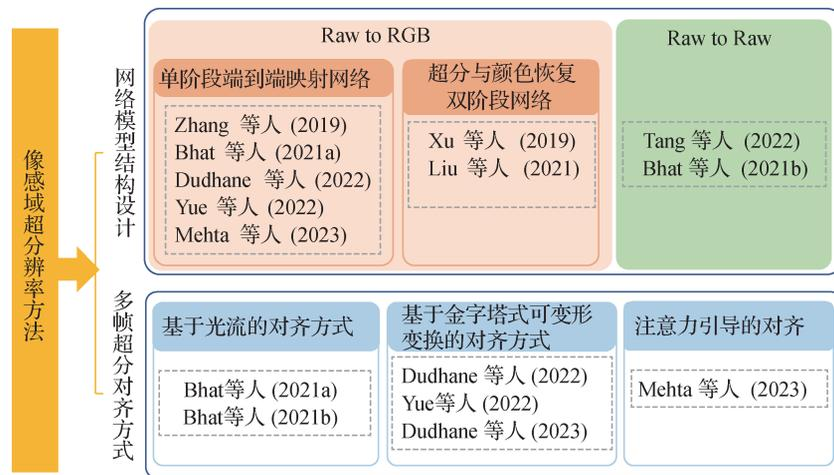 像感域超分辨率方法
网络模型结构设计
Raw to RGB
单阶段端到端映射网络
Zhang 等人 (2019)
Bhat 等人 (2021a)
Dudhane 等人 (2022)
Yue 等人 (2022)
Mehta 等人 (2023)
超分与颜色恢复
双阶段网络
Xu 等人 (2019)
Liu 等人 (2021)
Raw to Raw
Tang 等人 (2022)
Bhat 等人 (2021b)
多帧超分对齐方式
基于光流的对齐方式
Bhat等人 (2021a)
Bhat等人 (2021b)
基于金字塔式可变形
变换的对齐方式
Dudhane 等人 (2022)
Yue等人 (2022)
Dudhane 等人 (2023)
注意力引导的对齐
Mehta 等人 (2023)